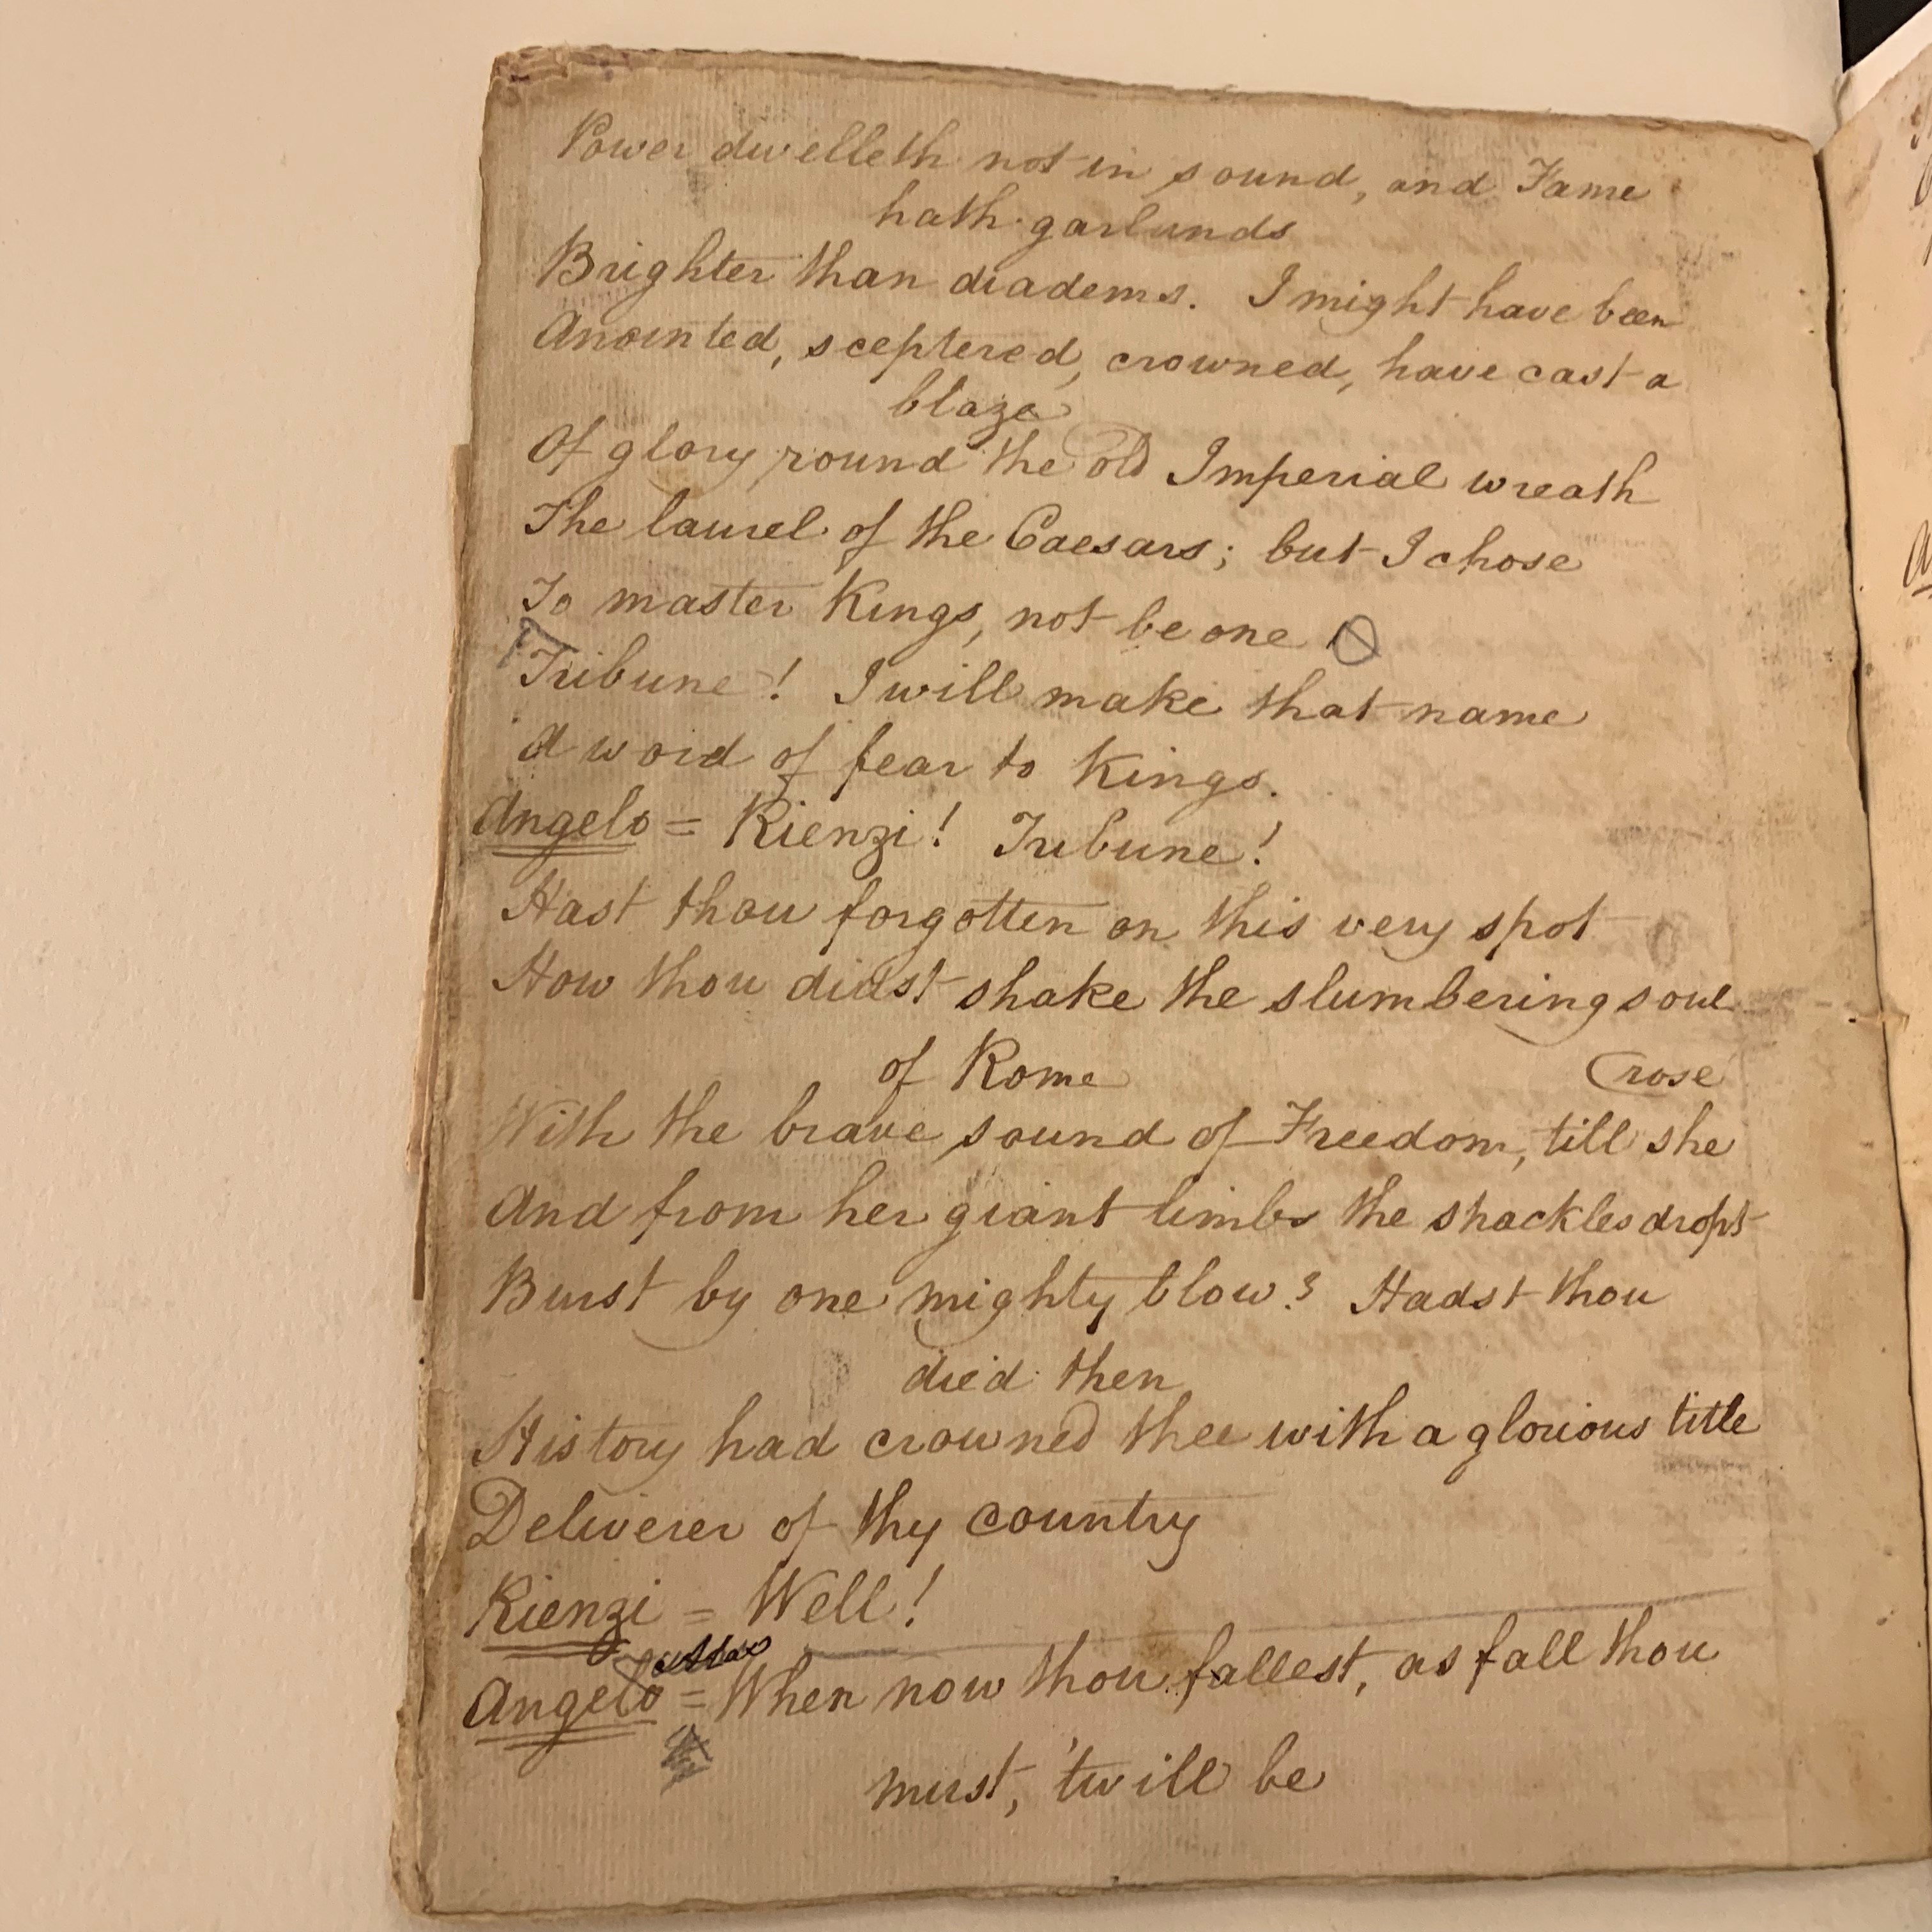 Power dwelleth not in sound, and Fame
hath garlands
Brighter than diadems. I might have been
Anointed, sceptered, crowned, have cast a
blaze
Of glory round the old Imperial wreath
The laurel of the Caesars; but I chose
To master Kings, not be one
Tribune! I will make that name
A word of fear to Kings.
Angelo = Rienzi! Tribune!
Hast thou forgotten on this very spot
How thou didst shake the slumbering soul
of Rome
(rose
With the brave sound of Freedom, till she
And from her giant limbs the shackles dropt
Burst by one mighty blow? Hadst thou
died then
History had crowned thee with a glorious title
Deliverer of thy country
Rienzi = Well!
Angelo = When now thou fallest, as fall thou
must, 'twill be